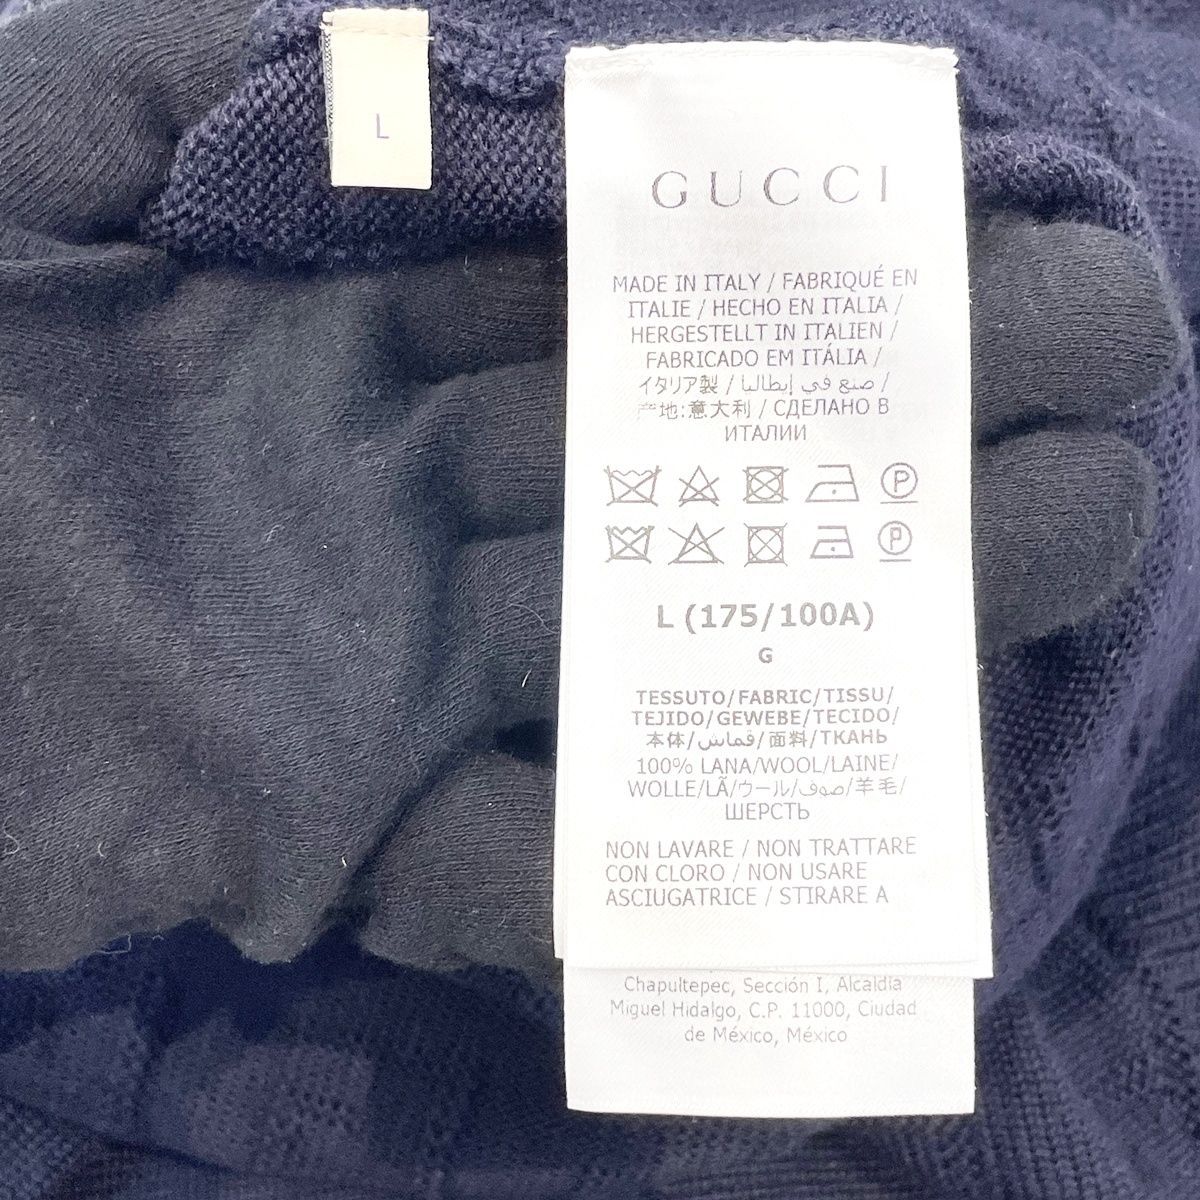 L
GUCCI
MADE IN ITALY / FABRIQUÉ EN
ITALIE / HECHO EN ITALIA /
HERGESTELLT IN ITALIEN /
FABRICADO EM ITÁLIA /
イタリア製 / صنع في إيطاليا /
产地:意大利 / СДЕЛАНО В
ИТАЛИИ
P
P
L (175/100A)
G
TESSUTO/FABRIC/TISSU/
TEJIDO/GEWEBE/TECIDO/
本体/قماش/面料/ТКАНЬ
100% LANA/WOOL/LAINE/
WOLLE/LÃ/ウール/صوف/羊毛/
ШЕРСТЬ
NON LAVARE / NON TRATTARE
CON CLORO / NON USARE
ASCIUGATRICE / STIRARE A
Chapultepec, Sección I, Alcaldía
Miguel Hidalgo, C.P. 11000, Ciudad
de México, México